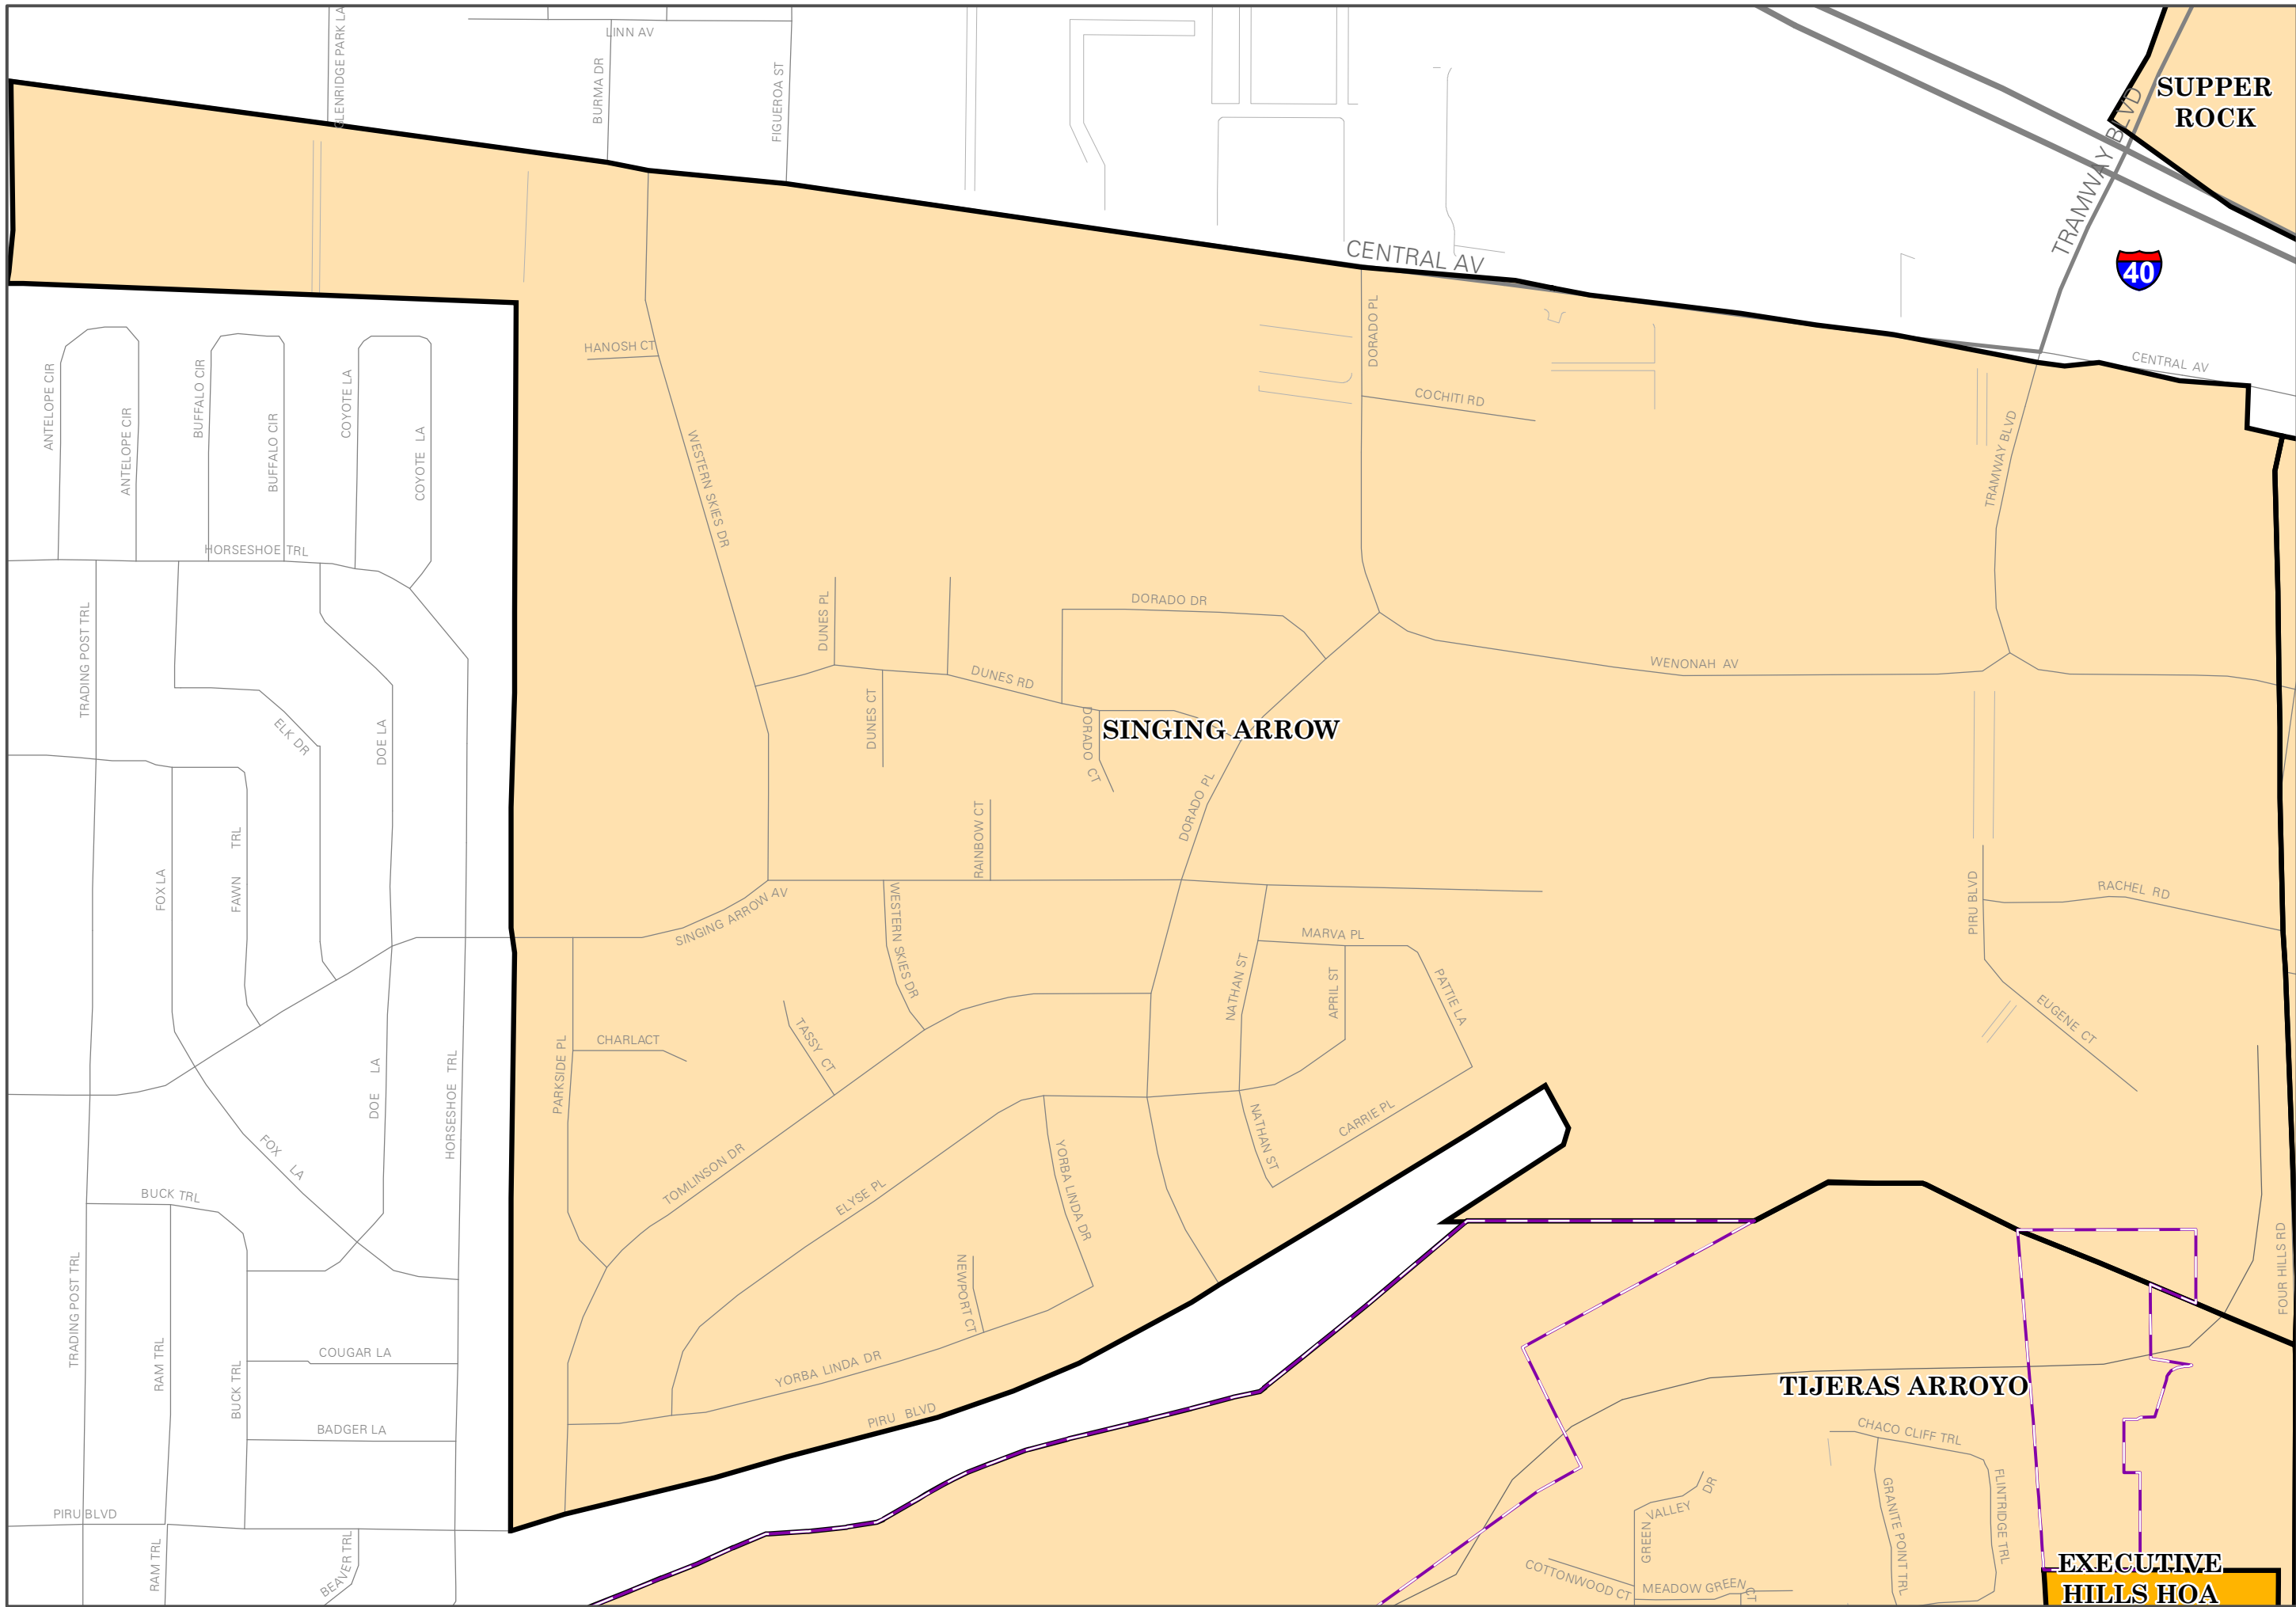 GLENRIDGE PARK LA
LINN AV
BURMA DR
FIGUEROA ST
SUPPER
ROCK
TRAMWAY BLVD
CENTRAL AV
40
CENTRAL AV
DORADO PL
HANOSH CT
COCHITI RD
ANTELOPE CIR
ANTELOPE CIR
BUFFALO CIR
BUFFALO CIR
COYOTE LA
COYOTE LA
WESTERN SKIES DR
TRAMWAY BLVD
HORSESHOE TRL
TRADING POST TRL
DUNES PL
DORADO DR
WENONAH AV
DUNES RD
DUNES CT
DORADO CT
SINGING ARROW
ELK DR
DOE LA
DORADO PL
RAINBOW CT
FOX LA
FAWN TRL
SINGING ARROW AV
WESTERN SKIES DR
PIRU BLVD
RACHEL RD
MARVA PL
NATHAN ST
APRIL ST
PATTIE LA
EUGENE CT
CHARLACT
TASSY CT
PARKSIDE PL
DOE LA
HORSESHOE TRL
FOX LA
NATHAN ST
CARRIE PL
TOMLINSON DR
ELYSE PL
YORBA LINDA DR
BUCK TRL
FOUR HILLS RD
NEWPORT CT
TRADING POST TRL
RAM TRL
BUCK TRL
COUGAR LA
YORBA LINDA DR
TIJERAS ARROYO
PIRU BLVD
BADGER LA
CHACO CLIFF TRL
GRANITE POINT TRL
FLINTRIDGE TRL
GREEN VALLEY DR
PIRU BLVD
RAM TRL
BEAVER TRL
COTTONWOOD CT
MEADOW GREEN CT
EXECUTIVE
HILLS HOA